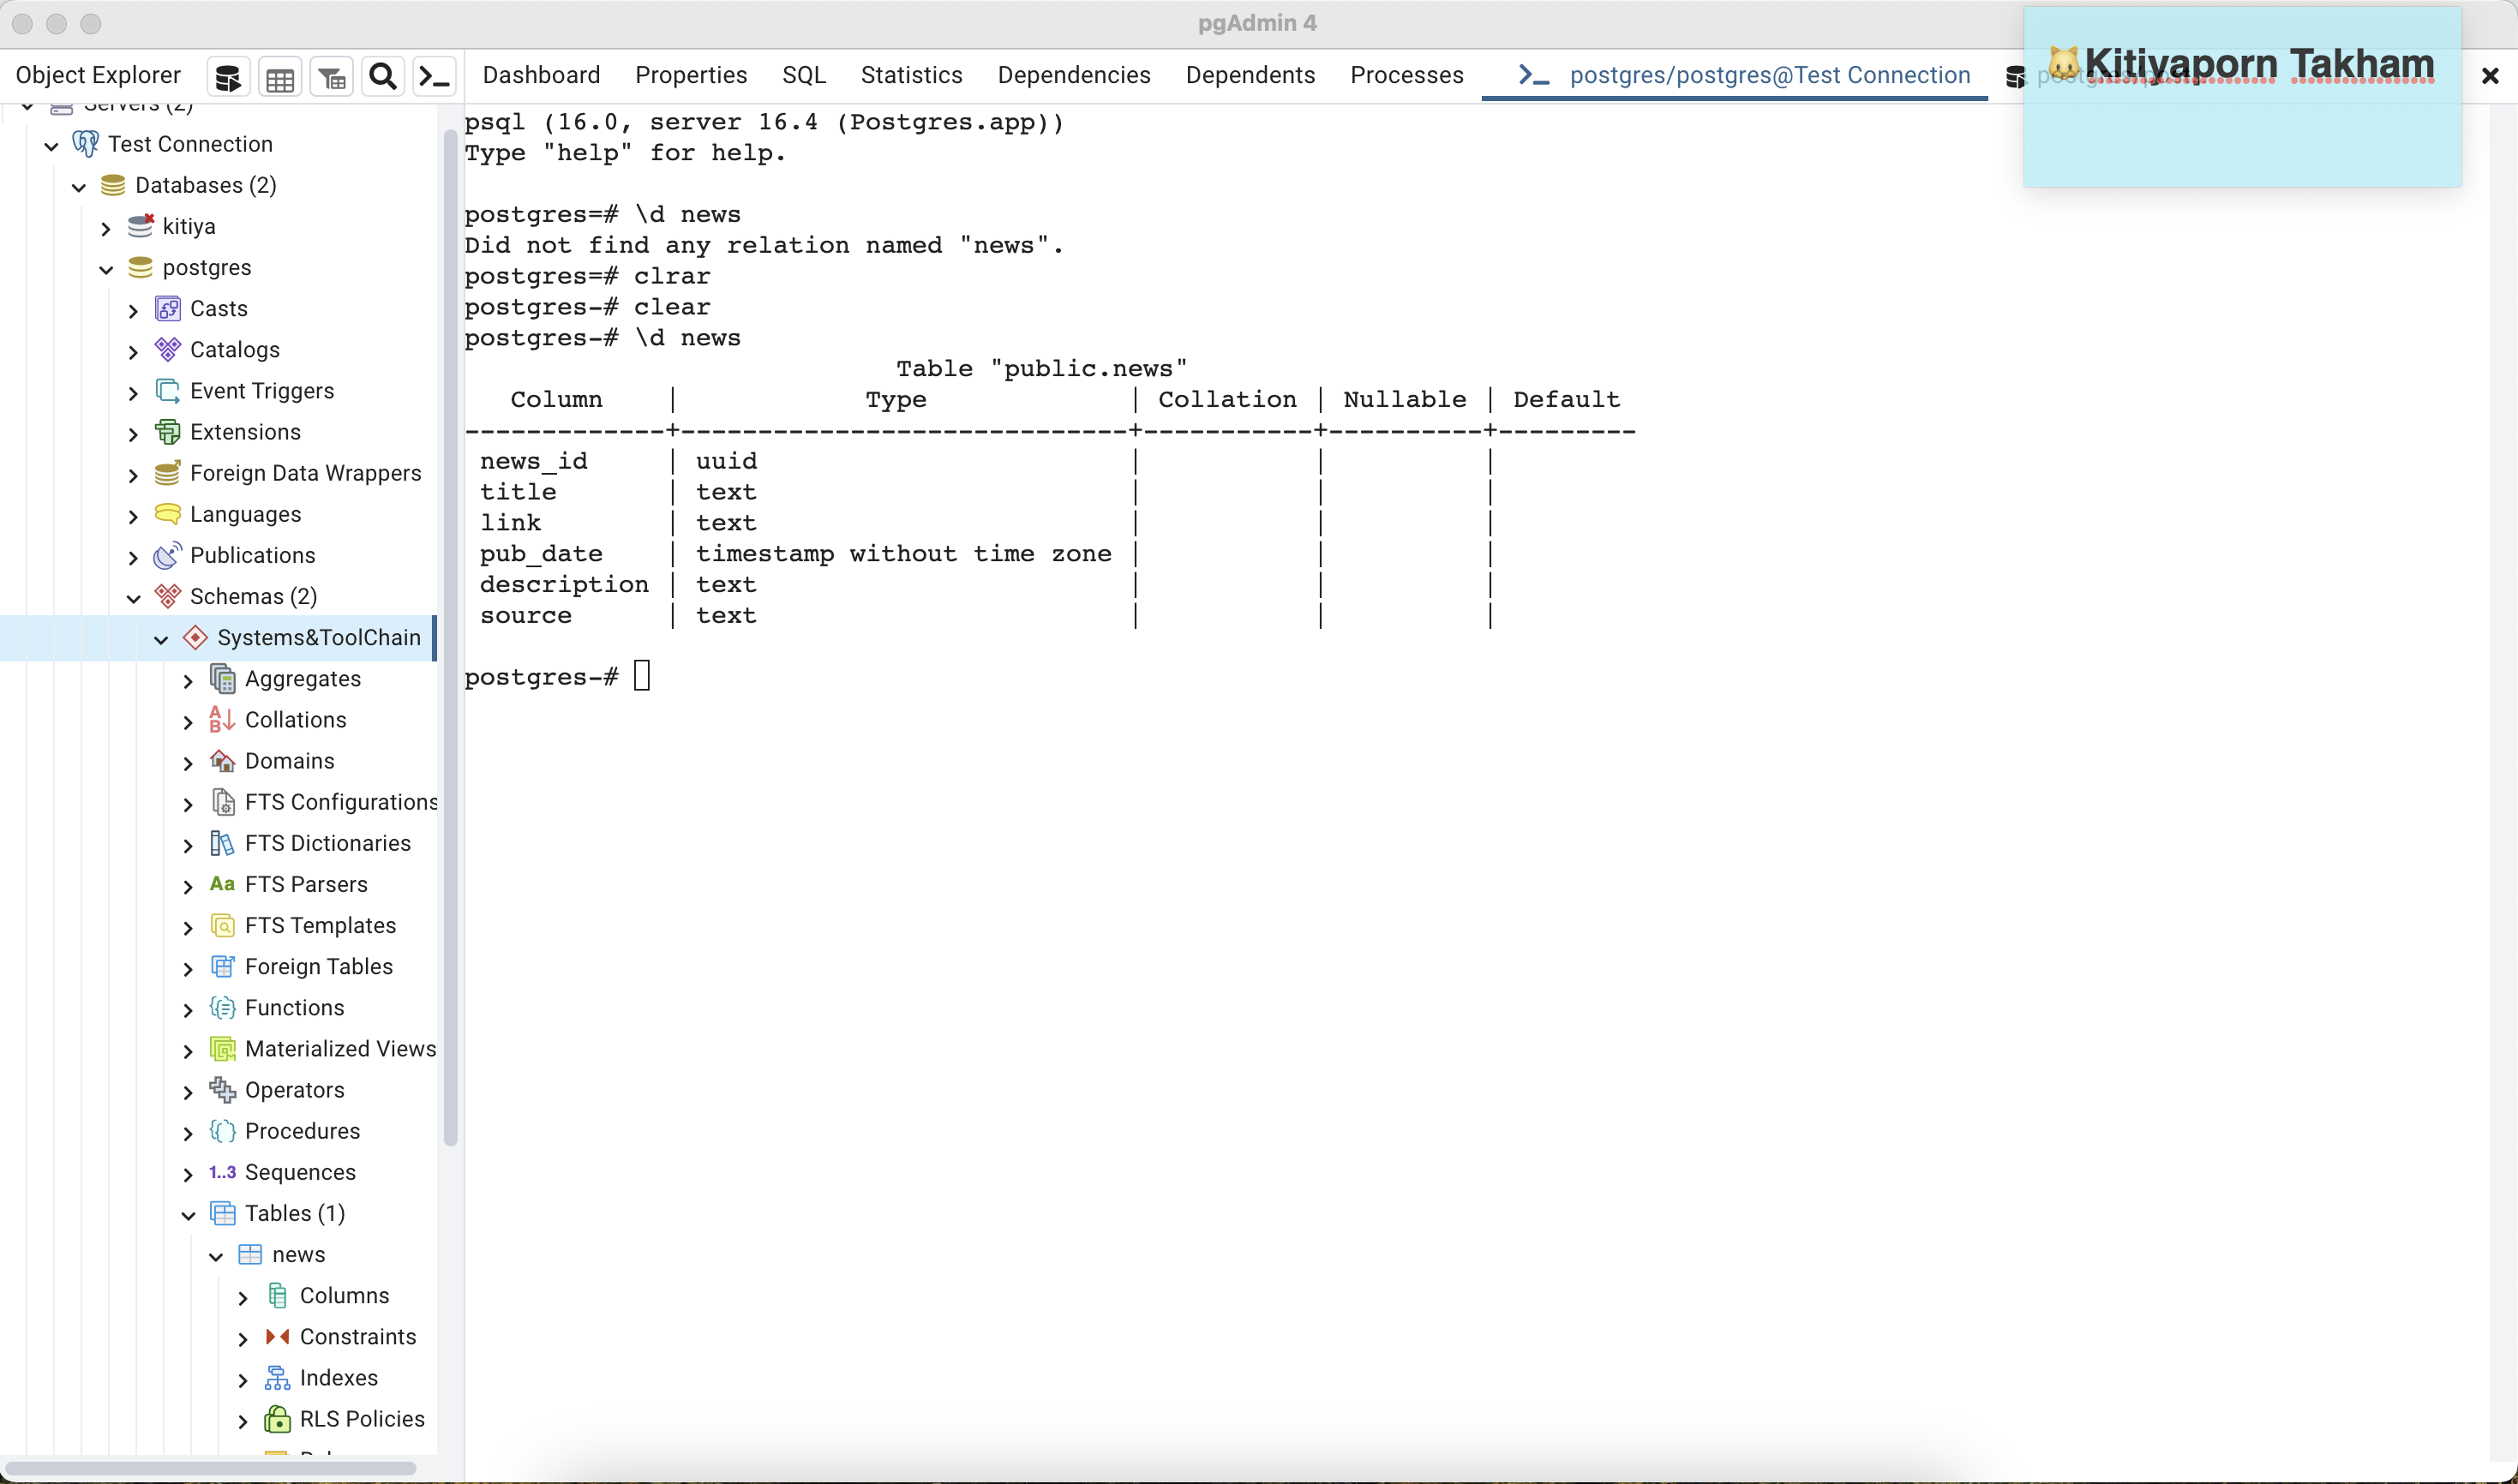 pgAdmin 4
🐱Kitiyaporn Takham
Object Explorer
Dashboard Properties SQL Statistics Dependencies Dependents Processes postgres/postgres@Test Connection
Servers (2)
Test Connection
Databases (2)
kitiya
postgres
Casts
Catalogs
Event Triggers
Extensions
Foreign Data Wrappers
Languages
Publications
Schemas (2)
Systems&ToolChain
Aggregates
Collations
Domains
FTS Configurations
FTS Dictionaries
Aa FTS Parsers
FTS Templates
Foreign Tables
Functions
Materialized Views
Operators
Procedures
1..3 Sequences
Tables (1)
news
Columns
Constraints
Indexes
RLS Policies
psql (16.0, server 16.4 (Postgres.app))
Type "help" for help.
postgres=# \d news
Did not find any relation named "news".
postgres=# clrar
postgres-# clear
postgres-# \d news
Table "public.news"
Column | Type | Collation | Nullable | Default
-------------+-----------------------------+-----------+----------+---------
news_id | uuid | | |
title | text | | |
link | text | | |
pub_date | timestamp without time zone | | |
description | text | | |
source | text | | |
postgres-#